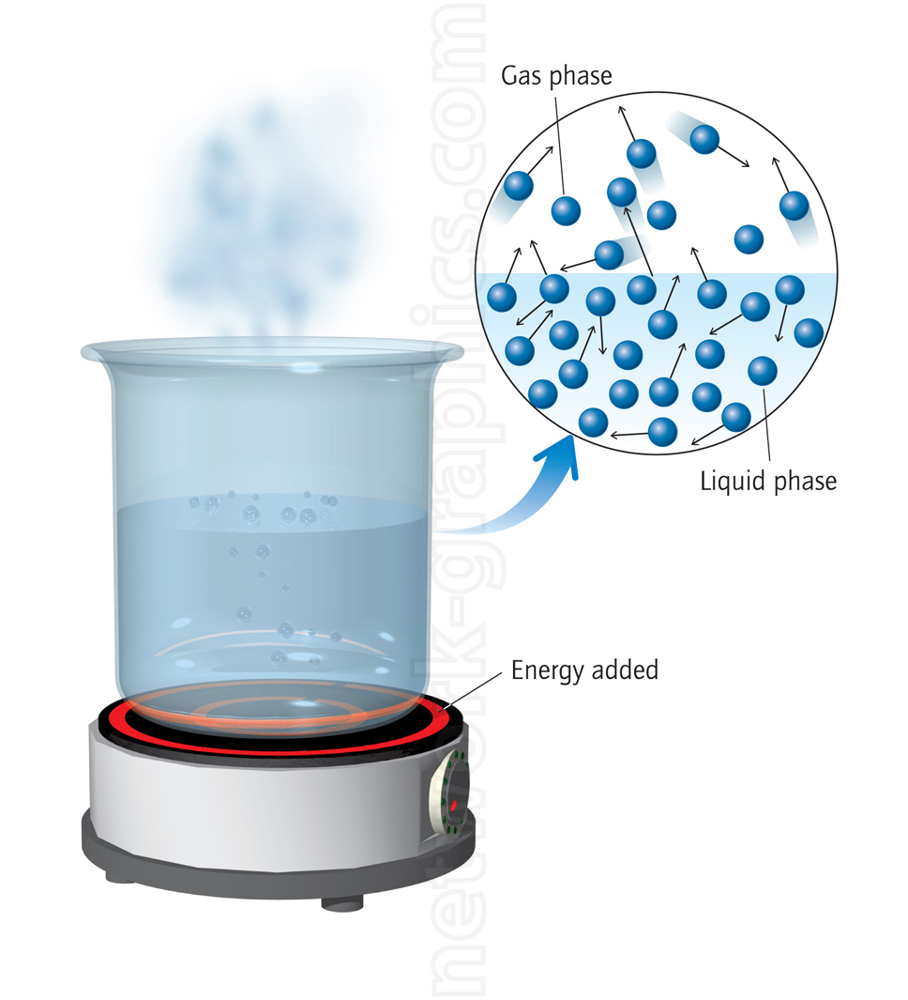 Gas phase
Liquid phase
Energy added
network-graphics.com